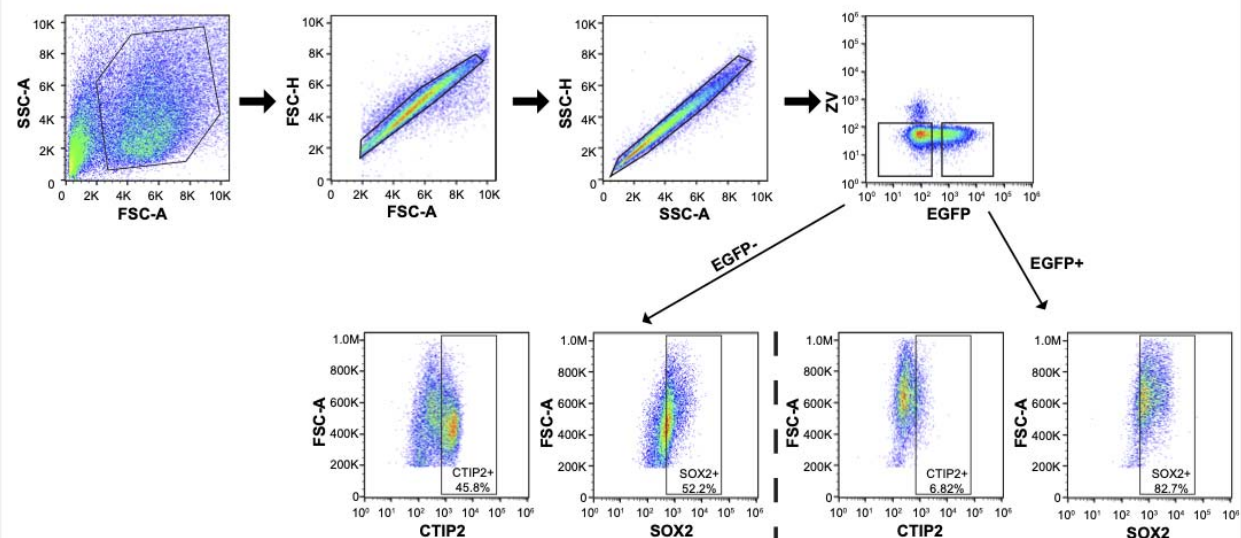 10K
8K
6K
4K
2K
0
SSC-A
0 2K 4K 6K 8K 10K
FSC-A
10K
8K
6K
4K
2K
0
FSC-H
0 2K 4K 6K 8K 10K
FSC-A
10K
8K
6K
4K
2K
0
SSC-H
0 2K 4K 6K 8K 10K
SSC-A
10⁶
10⁵
10⁴
10³
10²
10¹
10⁰
ZV
10⁰ 10¹ 10² 10³ 10⁴ 10⁵ 10⁶
EGFP
EGFP-
EGFP+
1.0M
800K
600K
400K
200K
0
FSC-A
CTIP2+
45.8%
10⁰ 10¹ 10² 10³ 10⁴ 10⁵ 10⁶
CTIP2
1.0M
800K
600K
400K
200K
0
FSC-A
SOX2+
52.2%
10⁰ 10¹ 10² 10³ 10⁴ 10⁵ 10⁶
SOX2
1.0M
800K
600K
400K
200K
0
FSC-A
CTIP2+
6.82%
10⁰ 10¹ 10² 10³ 10⁴ 10⁵ 10⁶
CTIP2
1.0M
800K
600K
400K
200K
0
FSC-A
SOX2+
82.7%
10⁰ 10¹ 10² 10³ 10⁴ 10⁵ 10⁶
SOX2